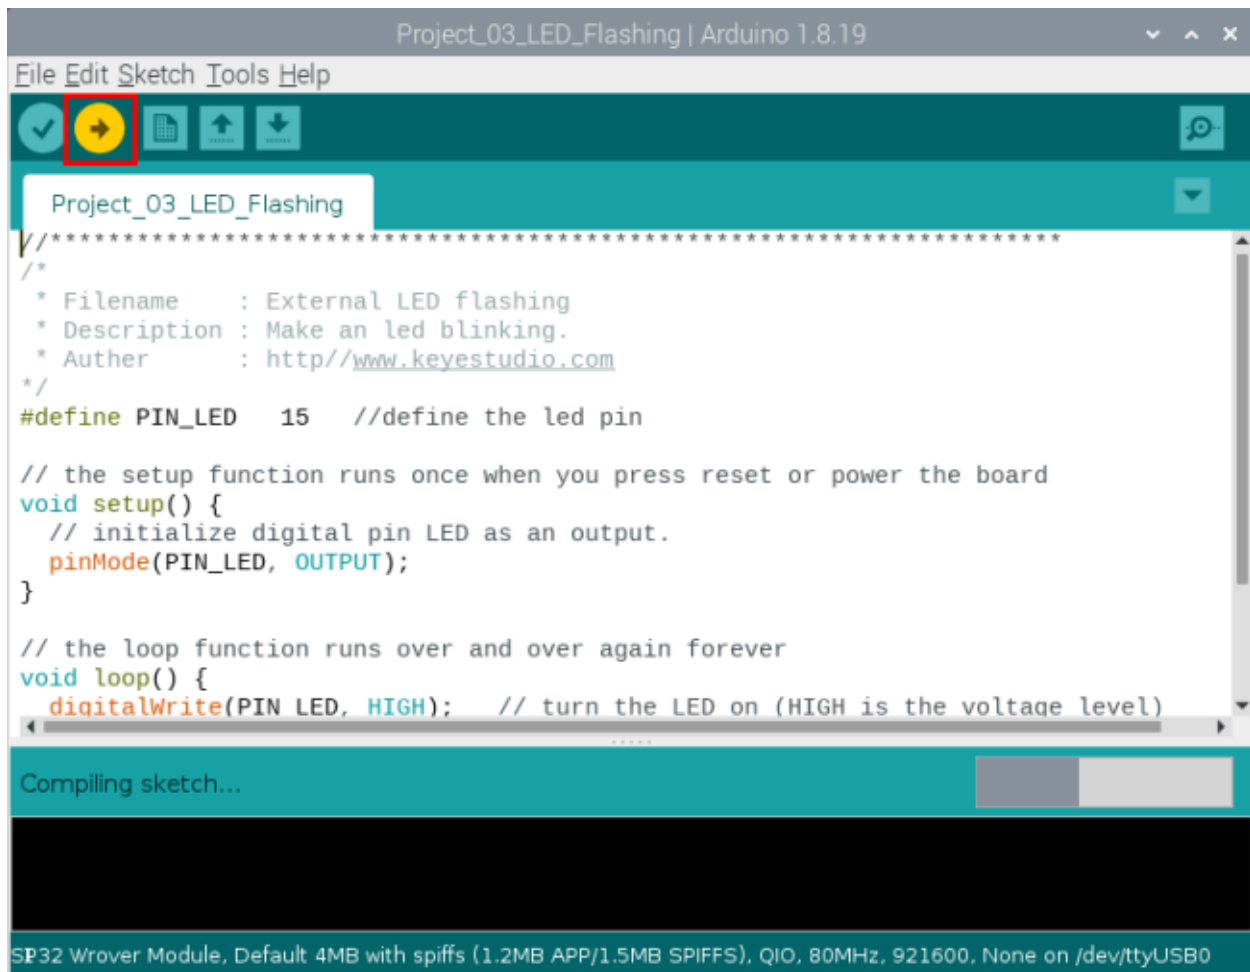 Project_03_LED_Flashing | Arduino 1.8.19
File Edit Sketch Tools Help
Project_03_LED_Flashing
//**********************************************************************
/*
 * Filename    : External LED flashing
 * Description : Make an led blinking.
 * Auther      : http//www.keyestudio.com
*/
#define PIN_LED   15   //define the led pin
// the setup function runs once when you press reset or power the board
void setup() {
  // initialize digital pin LED as an output.
  pinMode(PIN_LED, OUTPUT);
}
// the loop function runs over and over again forever
void loop() {
  digitalWrite(PIN_LED, HIGH);   // turn the LED on (HIGH is the voltage level)
Compiling sketch...
SP32 Wrover Module, Default 4MB with spiffs (1.2MB APP/1.5MB SPIFFS), QIO, 80MHz, 921600, None on /dev/ttyUSB0